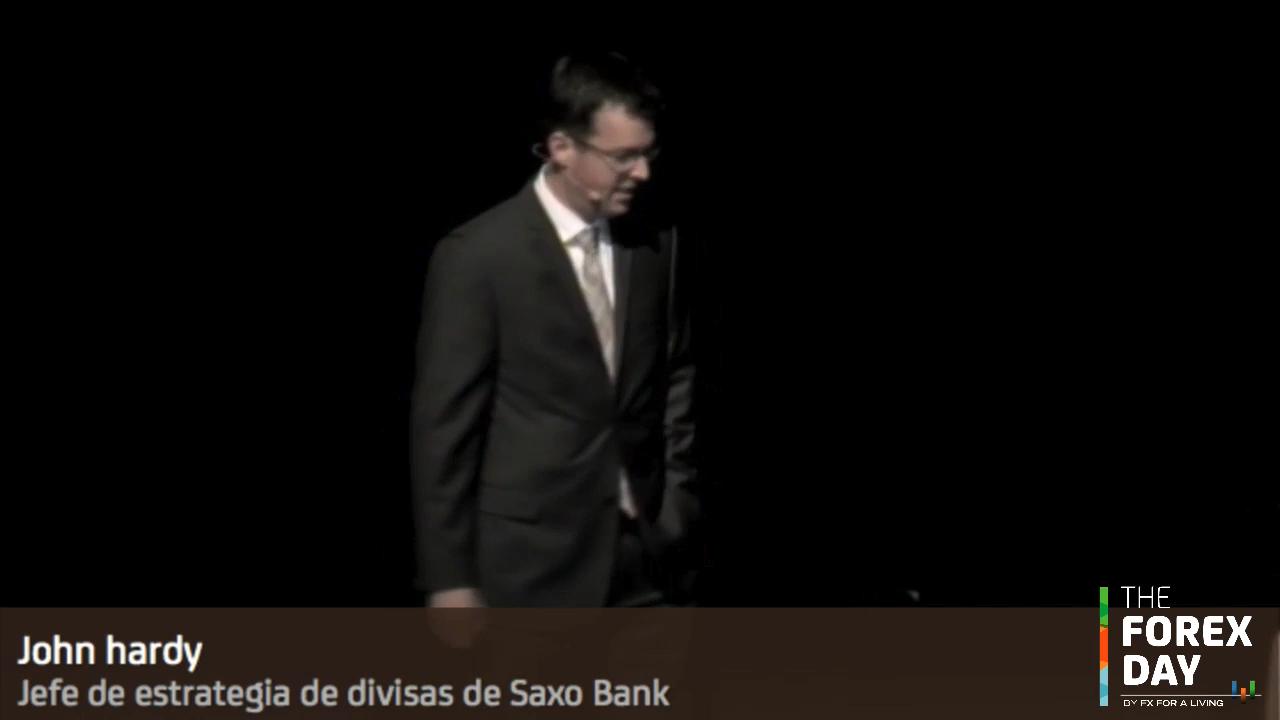 John hardy
Jefe de estrategia de divisas de Saxo Bank
THE
FOREX
DAY
BY FX FOR A LIVING